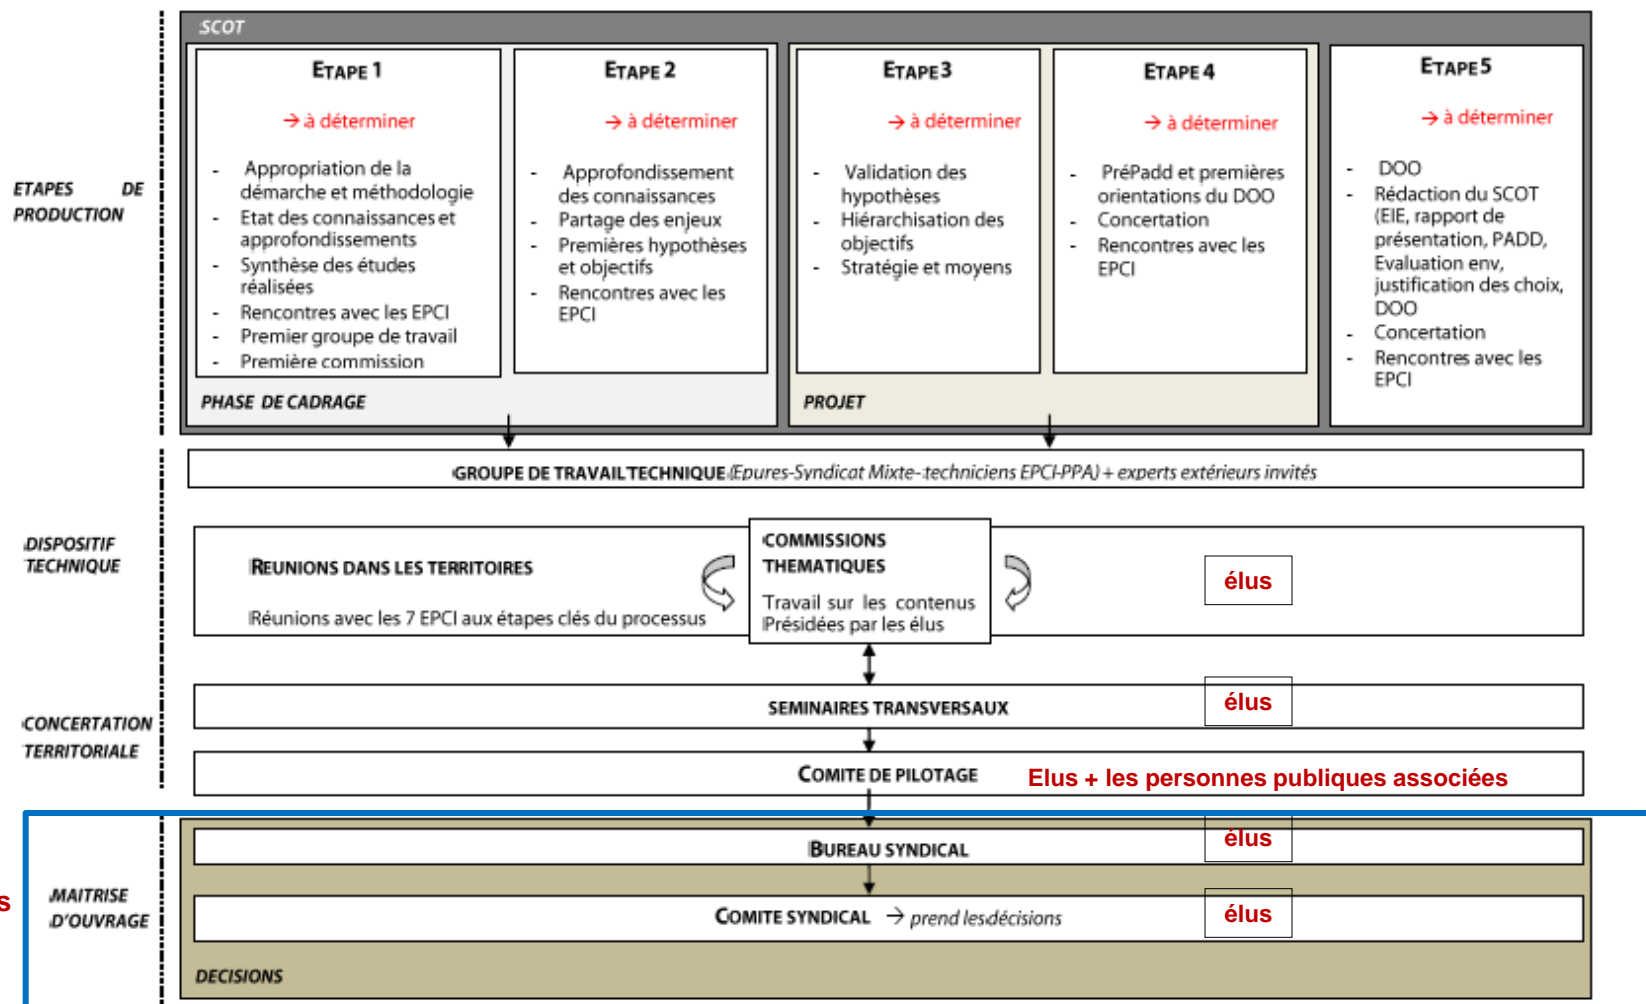 SCOT
ETAPE 1
→ à déterminer
- Appropriation de la
démarche et méthodologie
- Etat des connaissances et
approfondissements
- Synthèse des études
réalisées
- Rencontres avec les EPCI
- Premier groupe de travail
- Première commission
ETAPE 2
→ à déterminer
- Approfondissement
des connaissances
- Partage des enjeux
- Premières hypothèses
et objectifs
- Rencontres avec les
EPCI
PHASE DE CADRAGE
ETAPE 3
→ à déterminer
- Validation des
hypothèses
- Hiérarchisation des
objectifs
- Stratégie et moyens
ETAPE 4
→ à déterminer
- PréPadd et premières
orientations du DOO
- Concertation
- Rencontres avec les
EPCI
PROJET
ETAPE 5
→ à déterminer
- DOO
- Rédaction du SCOT
(EIE, rapport de
présentation, PADD,
Evaluation env,
justification des choix,
DOO
- Concertation
- Rencontres avec les
EPCI
ETAPES DE
PRODUCTION
GROUPE DE TRAVAIL TECHNIQUE (Epures-Syndicat Mixte-techniciens EPCI-PPA) + experts extérieurs invités
DISPOSITIF
TECHNIQUE
REUNIONS DANS LES TERRITOIRES
Réunions avec les 7 EPCI aux étapes clés du processus
COMMISSIONS
THEMATIQUES
Travail sur les contenus
Présidées par les élus
élus
CONCERTATION
TERRITORIALE
SEMINAIRES TRANSVERSAUX
élus
COMITE DE PILOTAGE
Elus + les personnes publiques associées
MAITRISE
D'OUVRAGE
BUREAU SYNDICAL
élus
COMITE SYNDICAL → prend les décisions
élus
DECISIONS